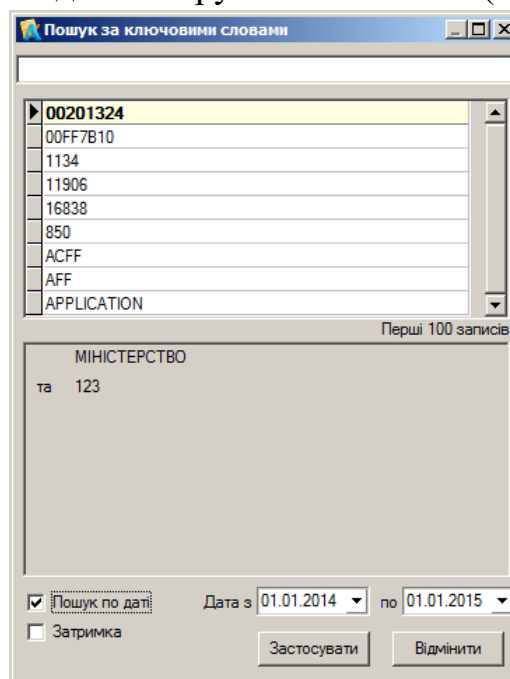 Пошук за ключовими словами
00201324
00FF7B10
1134
11906
16838
850
ACFF
AFF
APPLICATION
Перші 100 записів
МІНІСТЕРСТВО
та 123
Пошук по даті Дата з 01.01.2014 по 01.01.2015
Затримка
Застосувати Відмінити